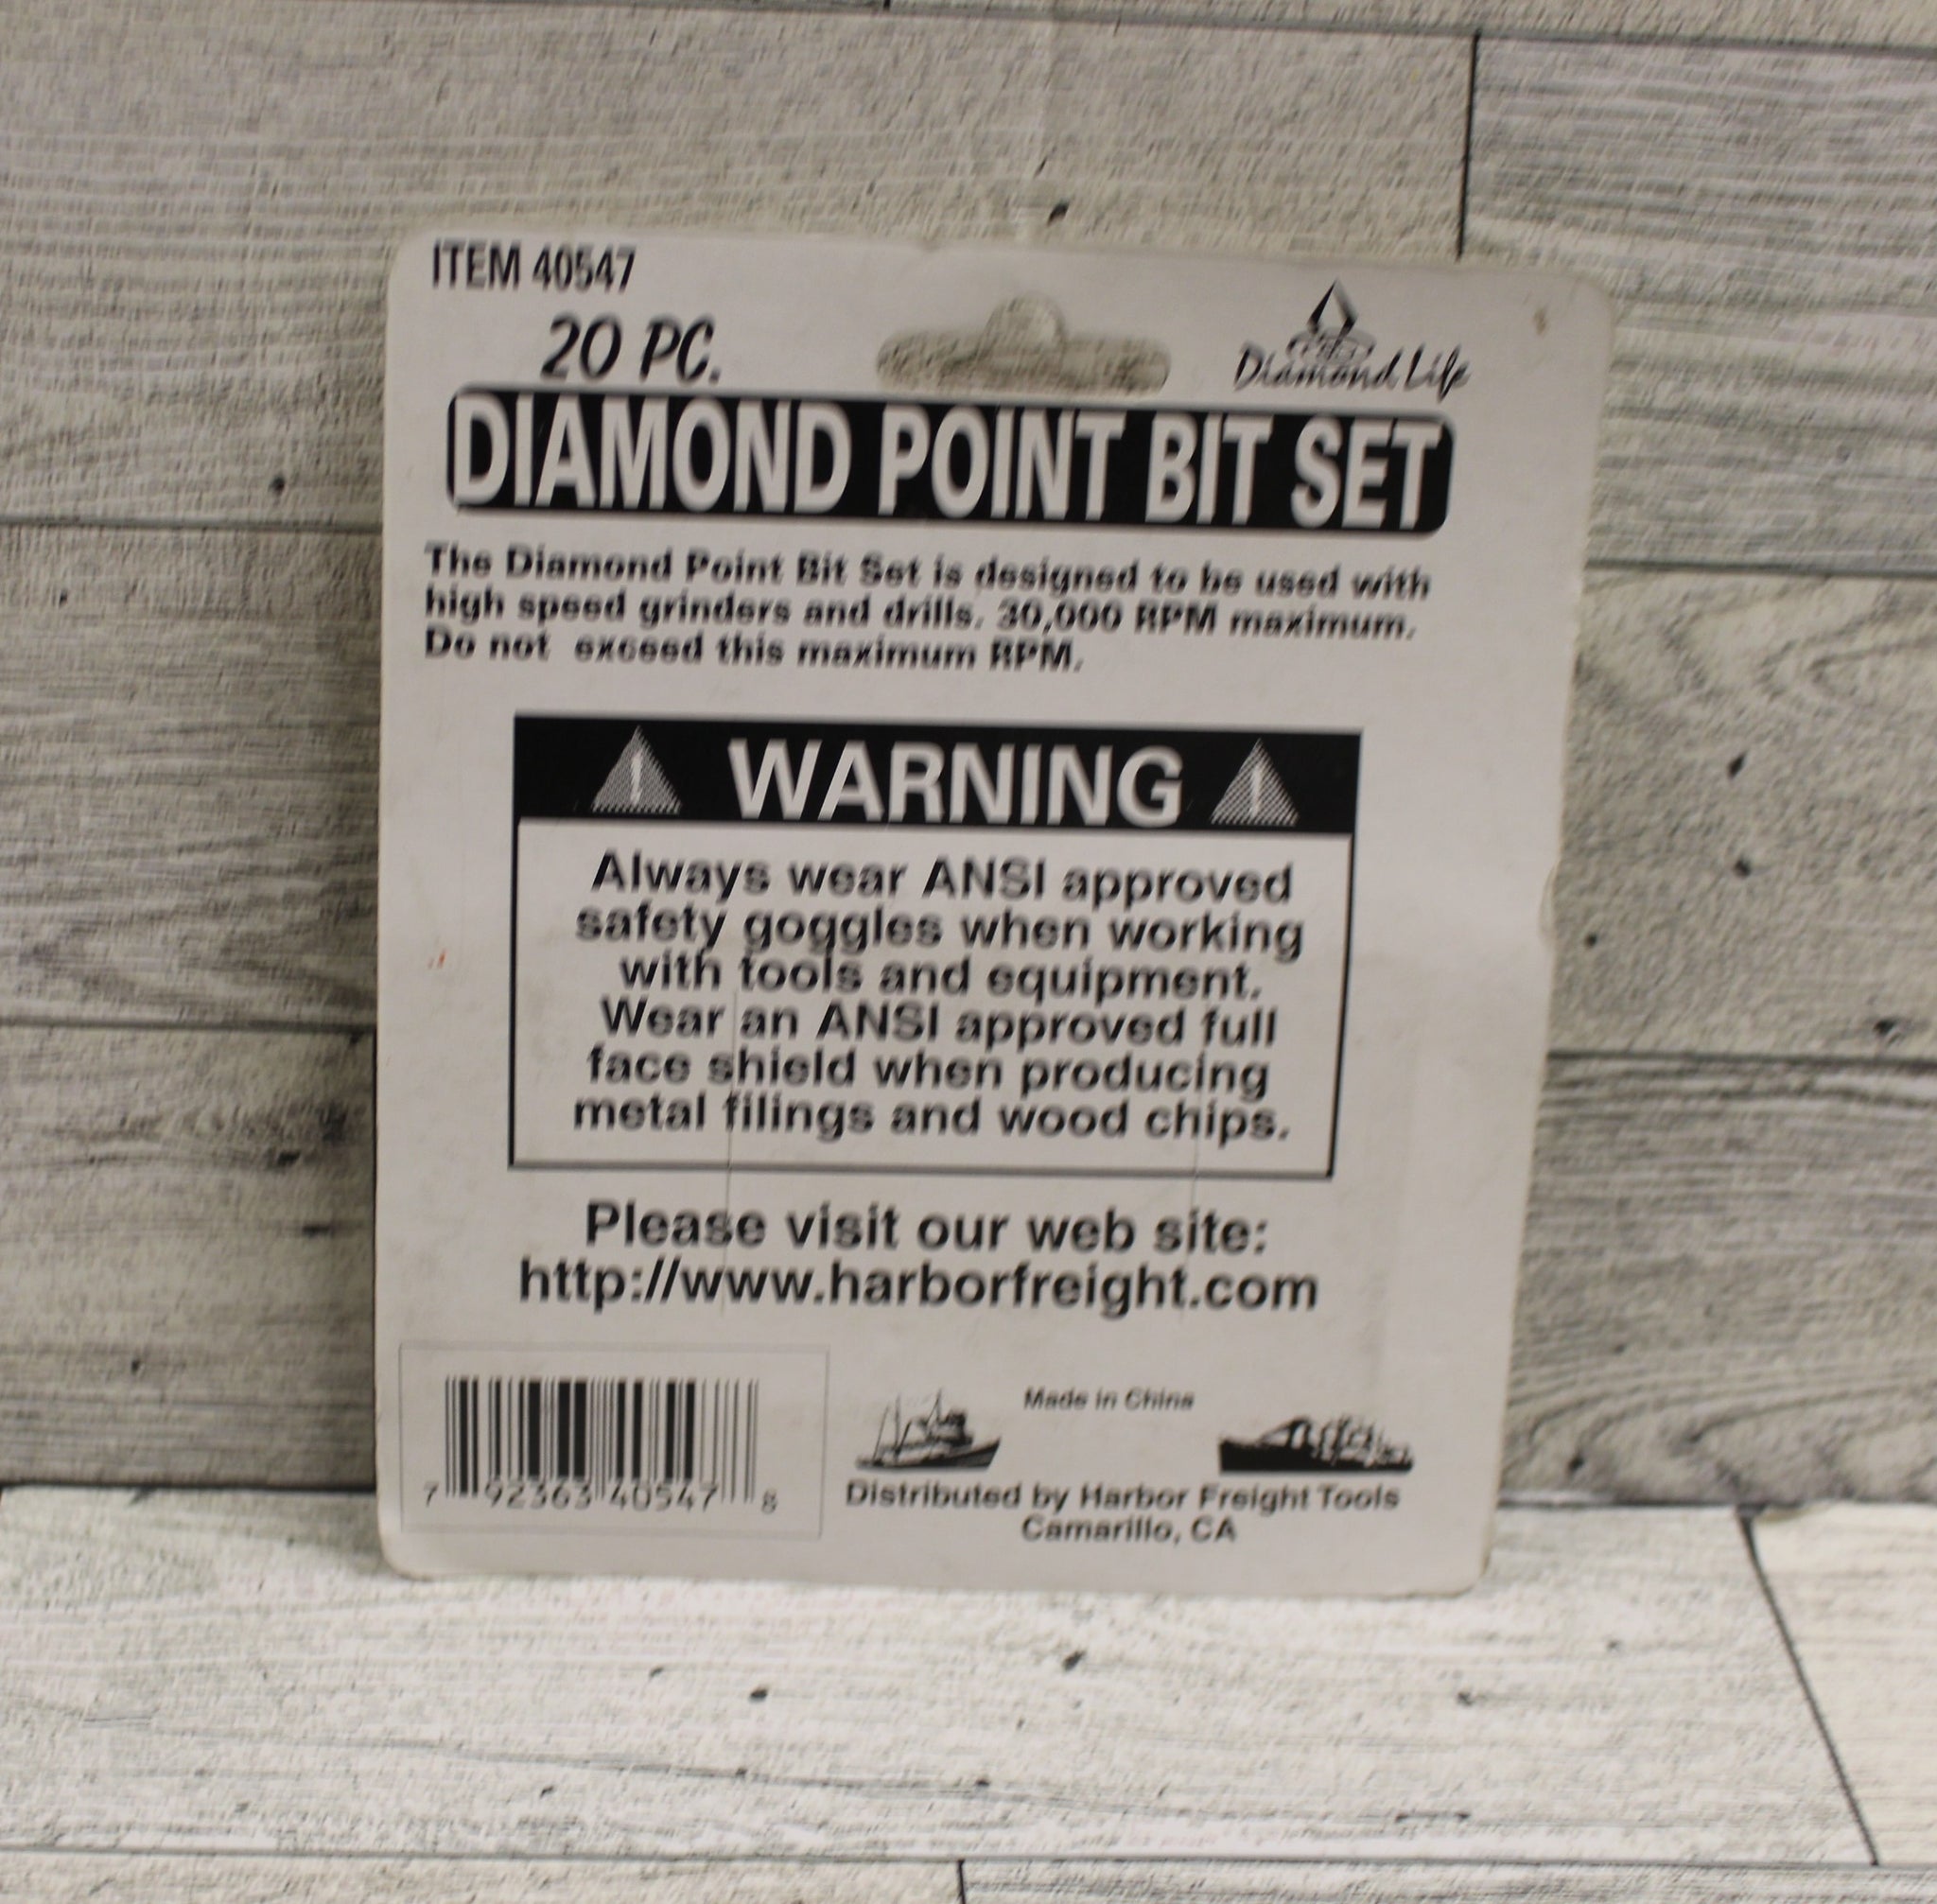 ITEM 40547
20 PC.
Diamond Life
DIAMOND POINT BIT SET
The Diamond Point Bit Set is designed to be used with
high speed grinders and drills. 30,000 RPM maximum.
Do not exceed this maximum RPM.
WARNING
Always wear ANSI approved
safety goggles when working
with tools and equipment.
Wear an ANSI approved full
face shield when producing
metal filings and wood chips.
Please visit our web site:
http://www.harborfreight.com
Made in China
7 92363 40547 8
Distributed by Harbor Freight Tools
Camarillo, CA